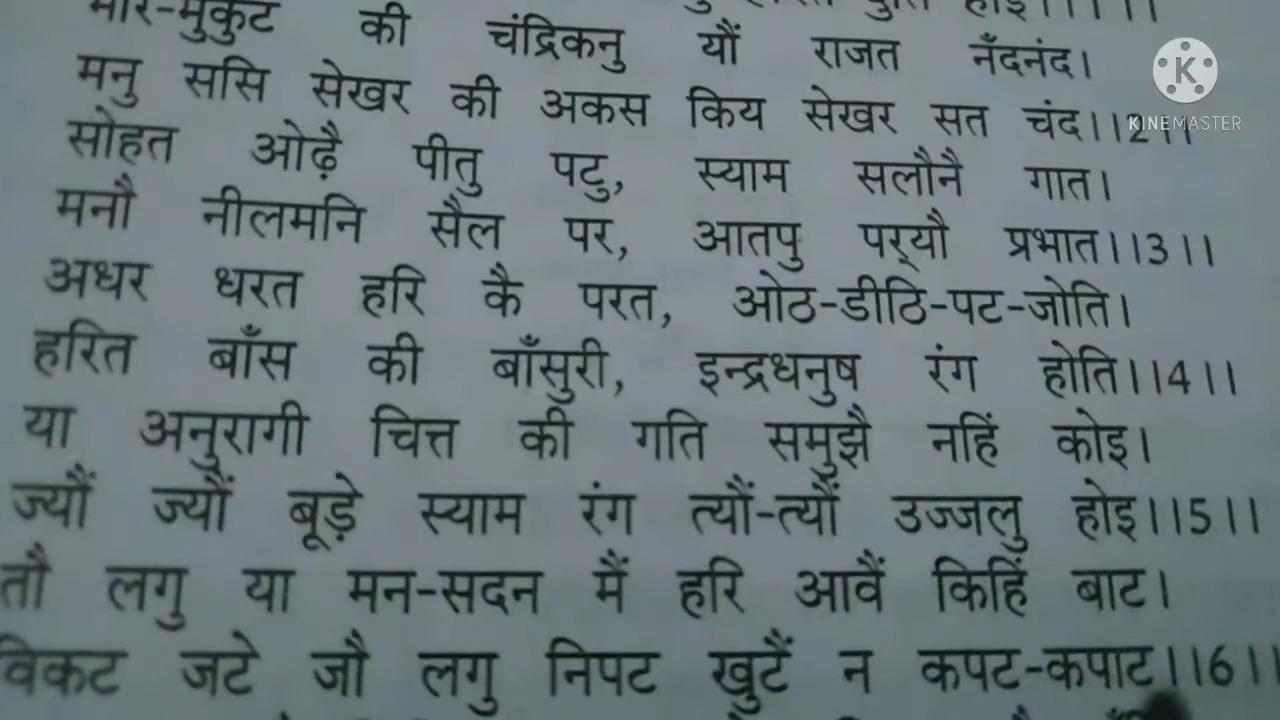 मोर-मुकुट की चंद्रिकनु यौं राजत नँदनंद।
मनु ससि सेखर की अकस किय सेखर सत चंद।।2।।
KINEMASTER
सोहत ओढ़ै पीतु पटु, स्याम सलौनै गात।
मनौ नीलमनि सैल पर, आतपु पर्‌यौ प्रभात।।3।।
अधर धरत हरि कै परत, ओठ-डीठि-पट-जोति।
हरित बाँस की बाँसुरी, इन्द्रधनुष रंग होति।।4।।
या अनुरागी चित्त की गति समुझै नहिं कोइ।
ज्यौं ज्यौं बूड़े स्याम रंग त्यौं-त्यौं उज्जलु होइ।।5।।
तौ लगु या मन-सदन मैं हरि आवैं किहिं बाट।
विकट जटे जौ लगु निपट खुटैं न कपट-कपाट।।6।।